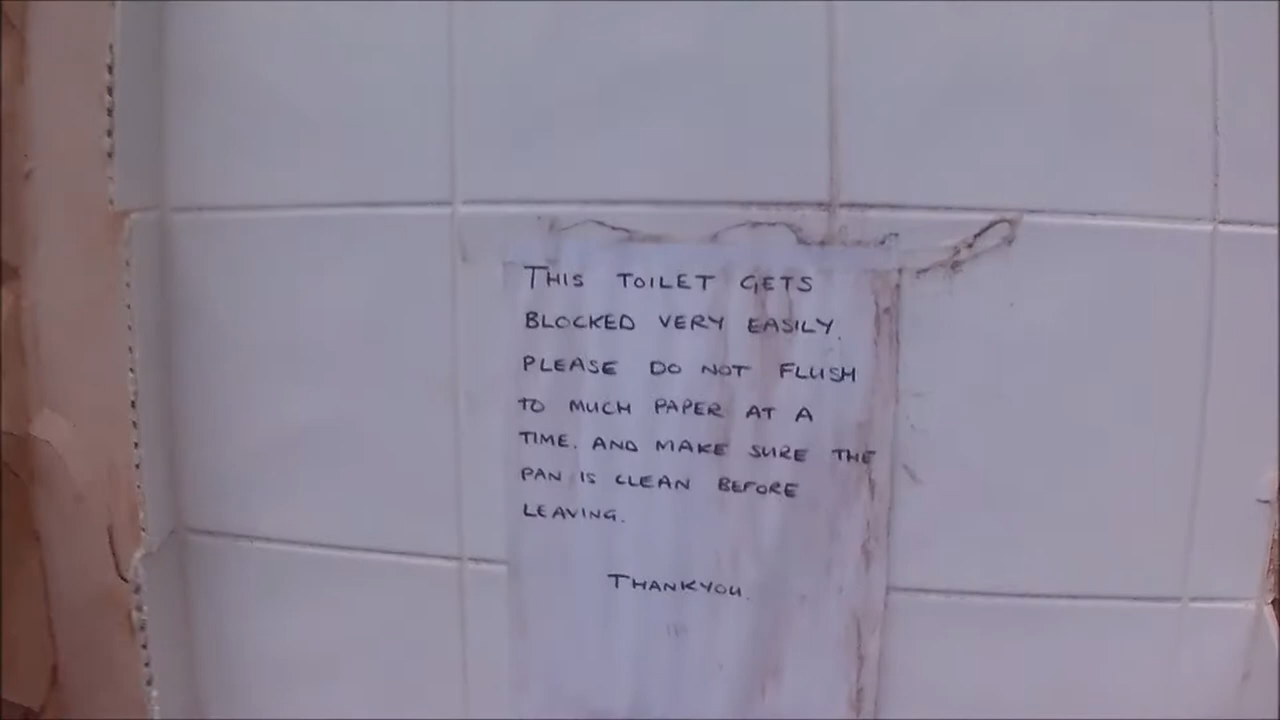 THIS TOILET GETS
BLOCKED VERY EASILY.
PLEASE DO NOT FLUSH
TO MUCH PAPER AT A
TIME. AND MAKE SURE THE
PAN IS CLEAN BEFORE
LEAVING.
THANKYOU.